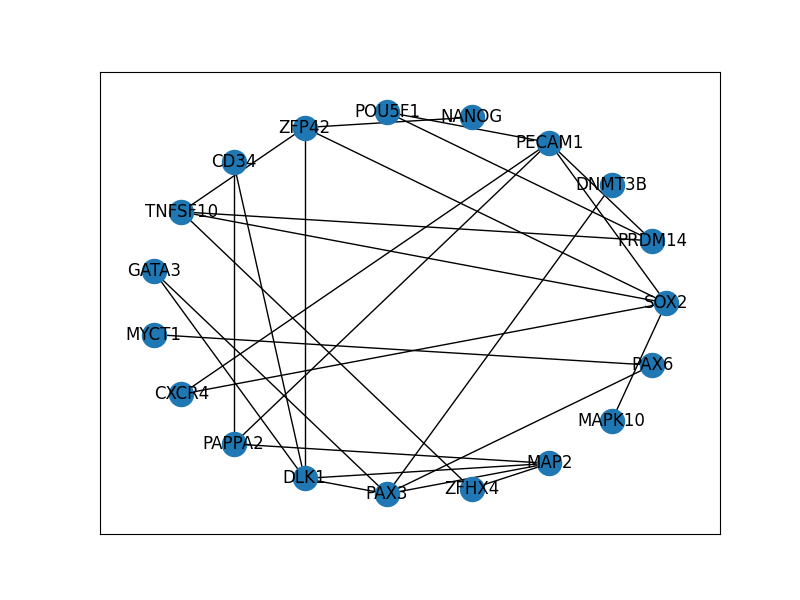 POU5F1
NANOG
ZFP42
PECAM1
CD34
DNMT3B
TNFSF10
PRDM14
GATA3
SOX2
MYCT1
PAX6
CXCR4
MAPK10
PAPPA2
MAP2
DLK1
ZFHX4
PAX3